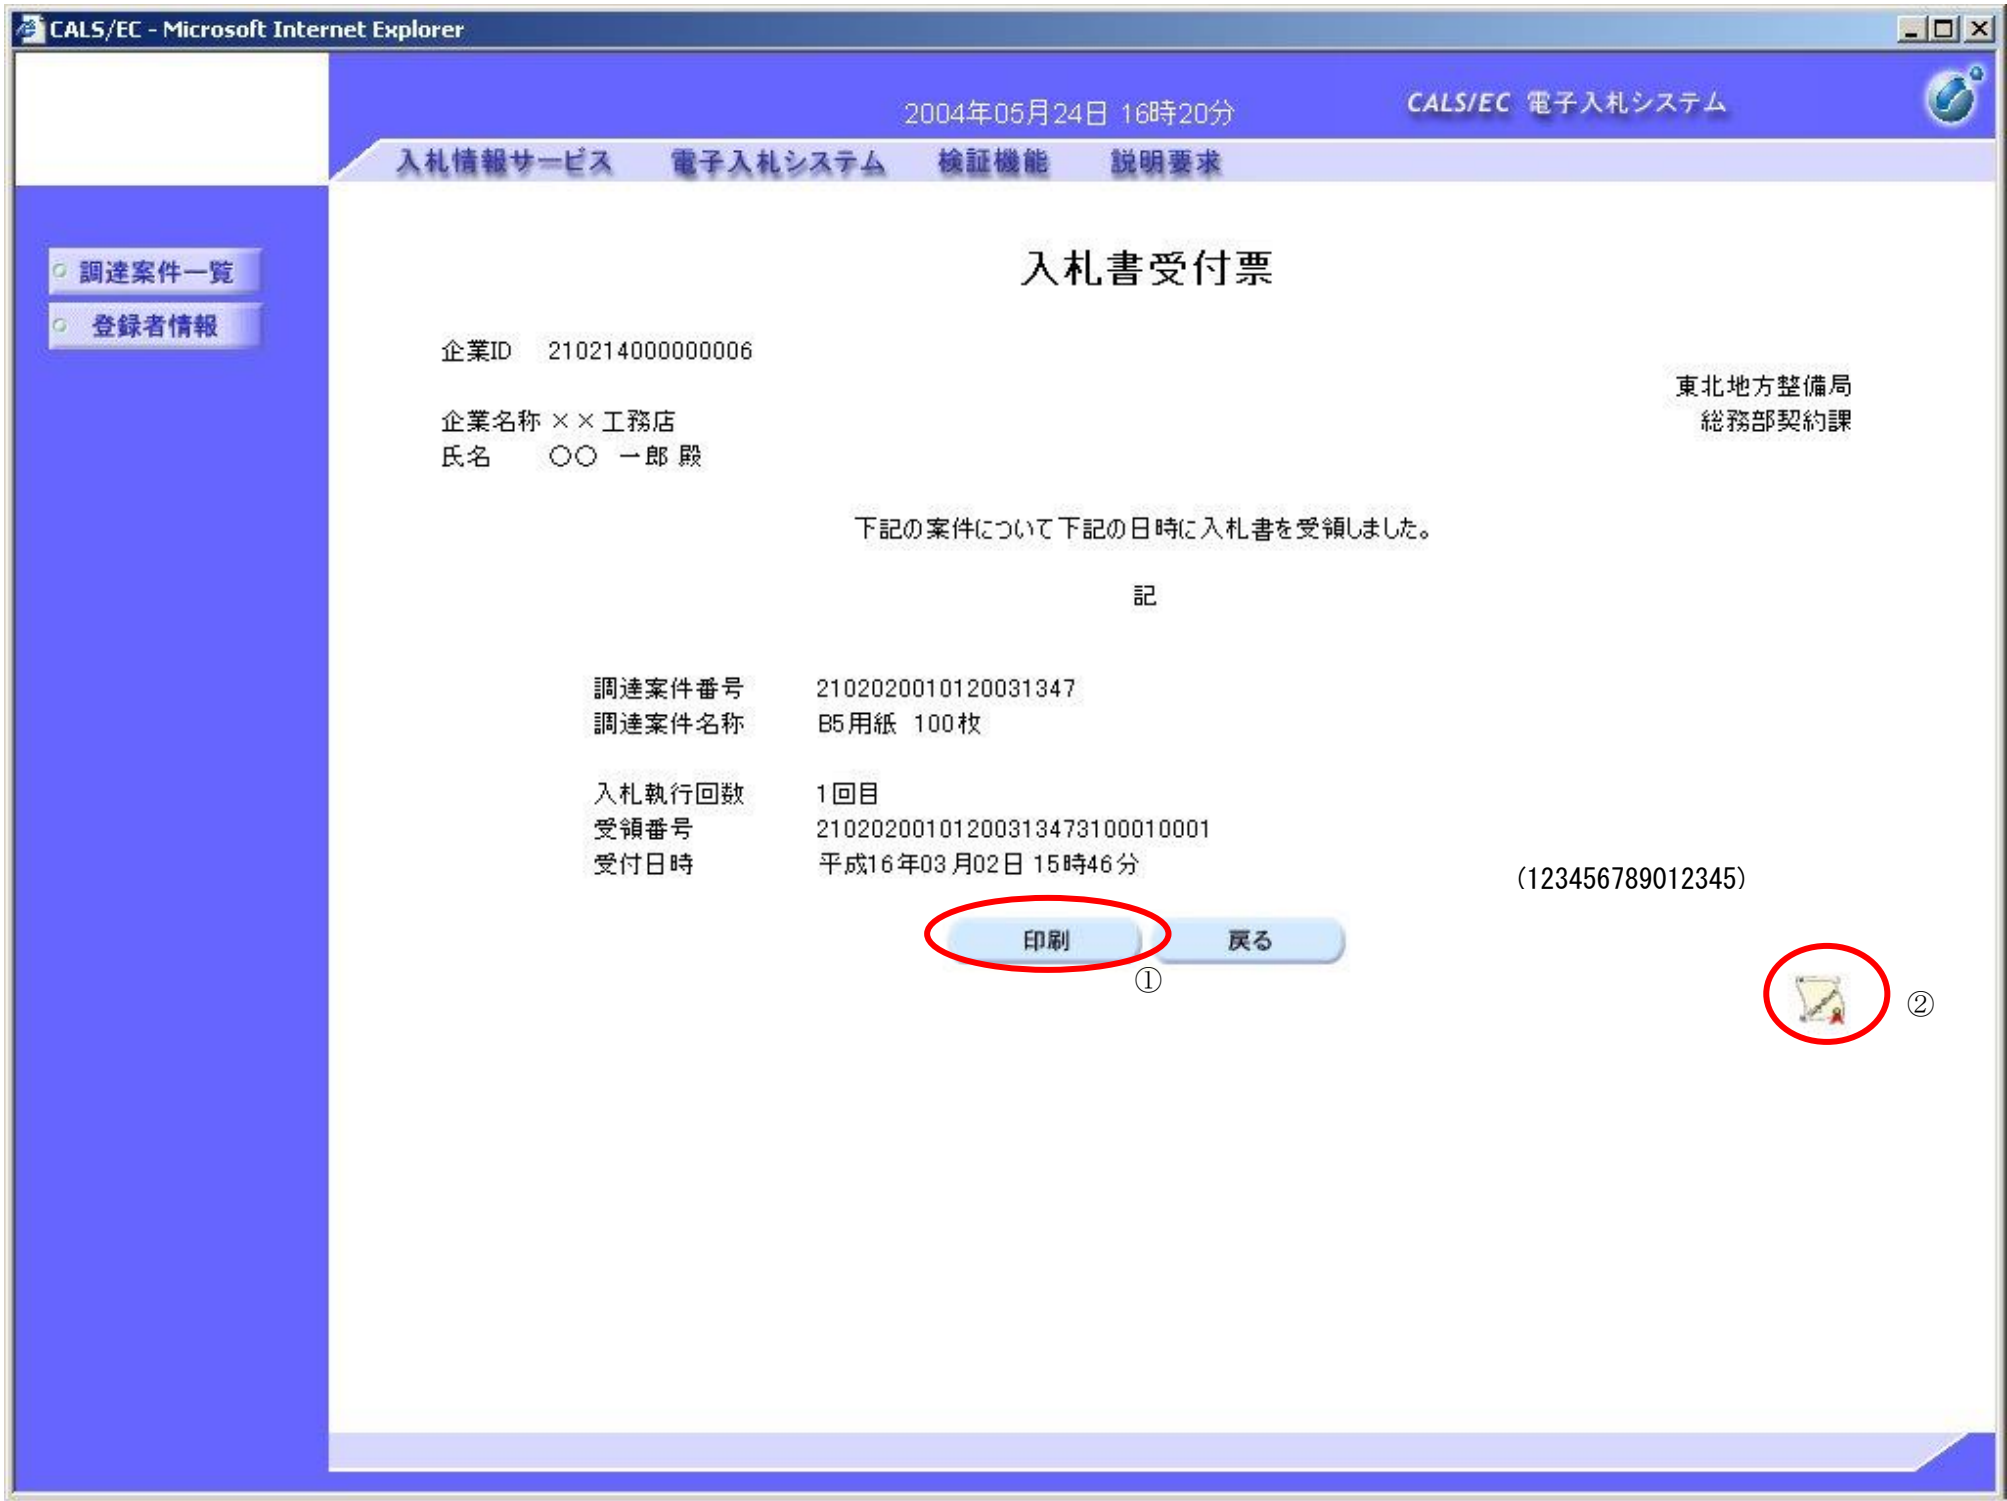 CALS/EC - Microsoft Internet Explorer
2004年05月24日 16時20分
CALS/EC 電子入札システム
入札情報サービス 電子入札システム 検証機能 説明要求
調達案件一覧
登録者情報
入札書受付票
企業ID 210214000000006
東北地方整備局
総務部契約課
企業名称 ××工務店
氏名 〇〇 一郎 殿
下記の案件について下記の日時に入札書を受領しました。
記
調達案件番号 2102020010120031347
調達案件名称 B5用紙 100枚
入札執行回数 1回目
受領番号 21020200101200313473100010001
受付日時 平成16年03月02日 15時46分
(123456789012345)
印刷 戻る
①
②